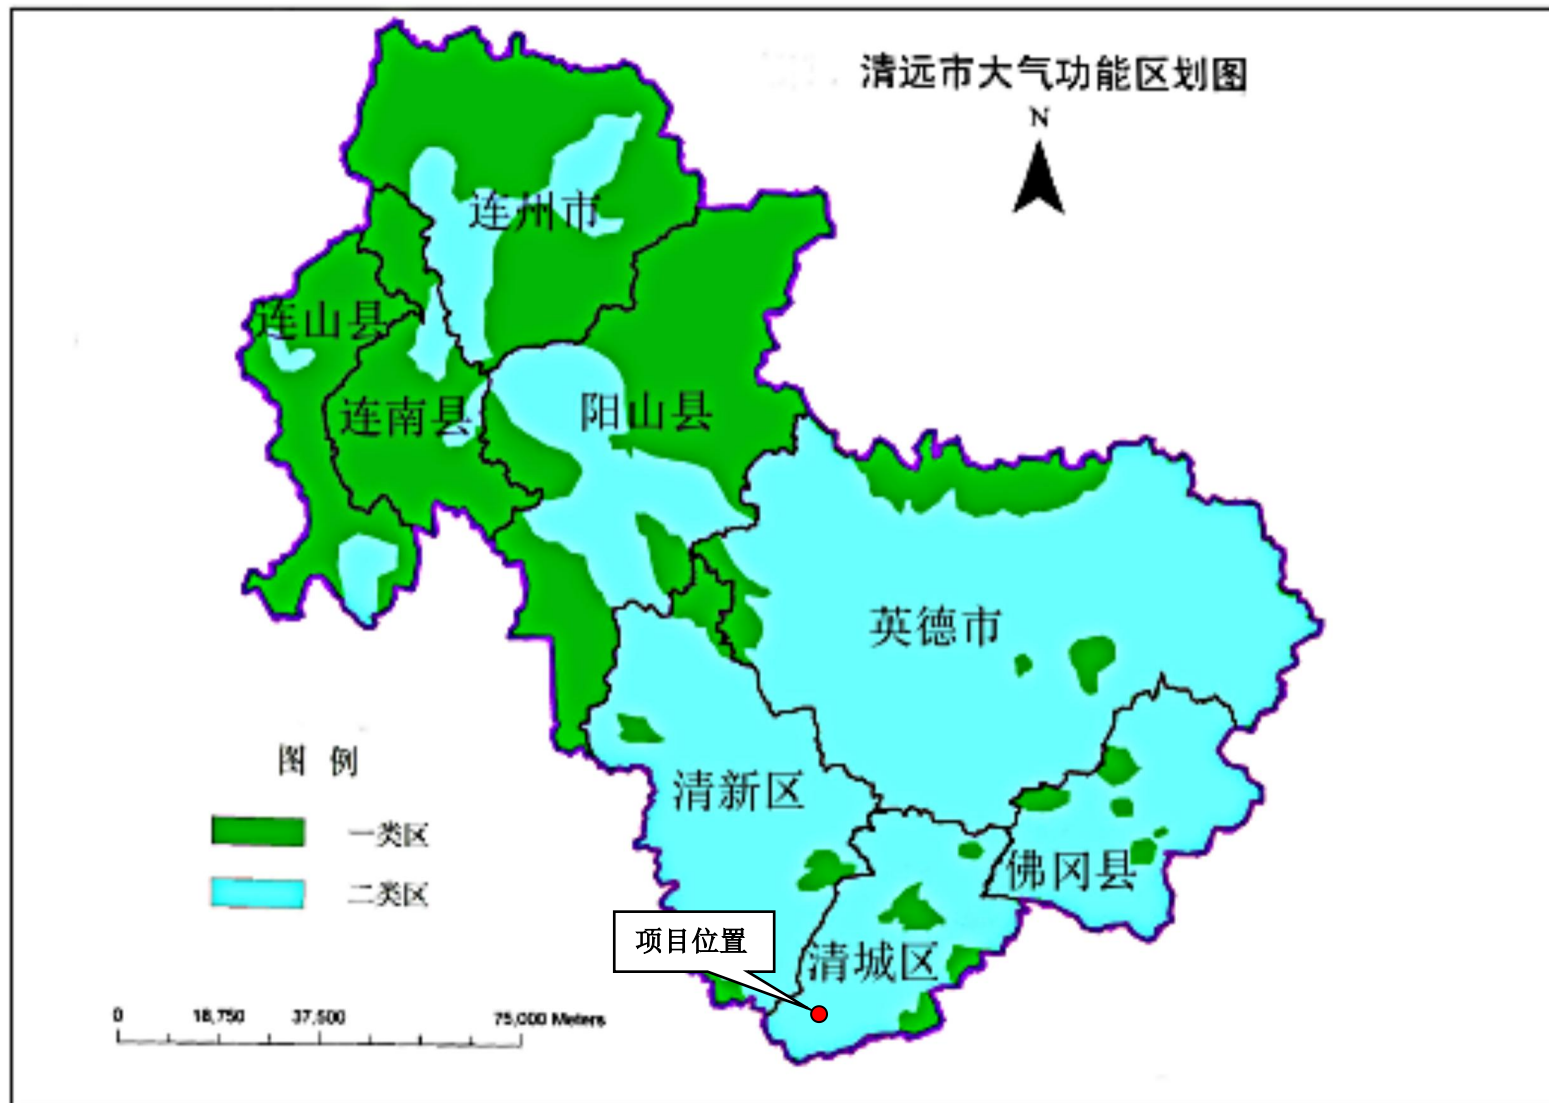 清远市大气功能区划图
N
连州市
连山县
连南县
阳山县
英德市
清新区
佛冈县
清城区
项目位置
图 例
一类区
二类区
0 18,750 37,500 75,000 Meters